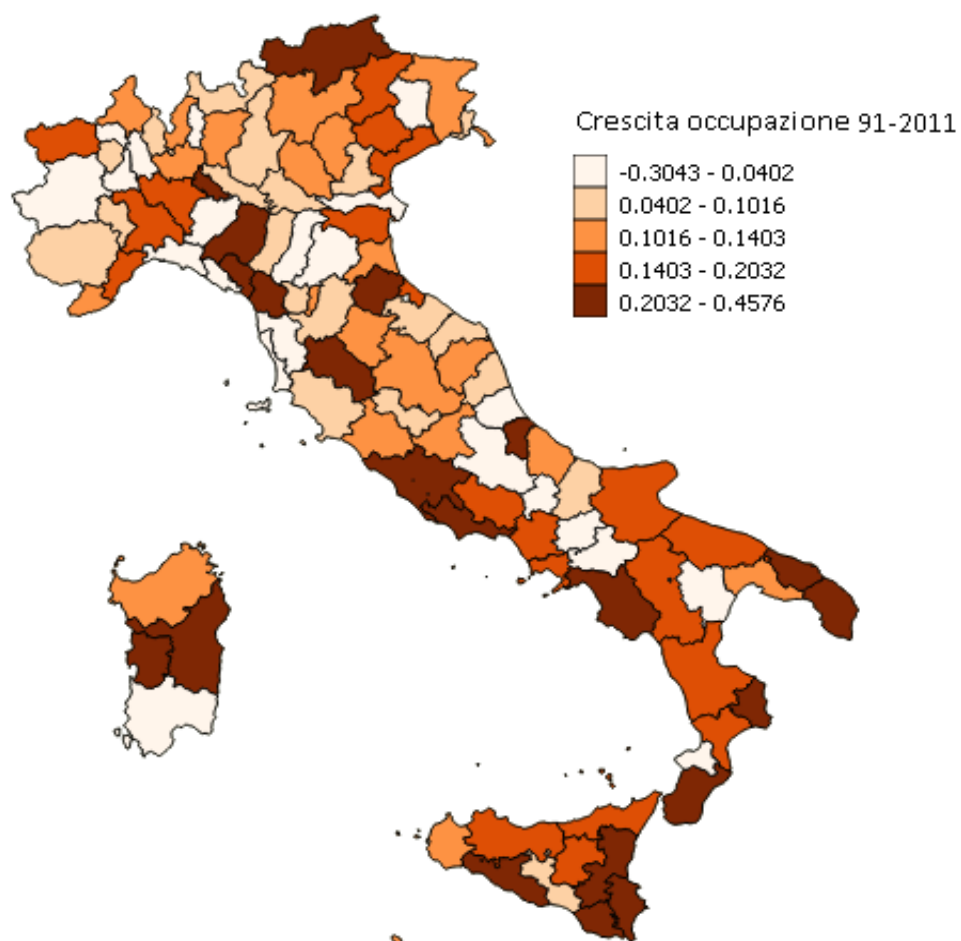 Crescita occupazione 91-2011
-0.3043 - 0.0402
0.0402 - 0.1016
0.1016 - 0.1403
0.1403 - 0.2032
0.2032 - 0.4576